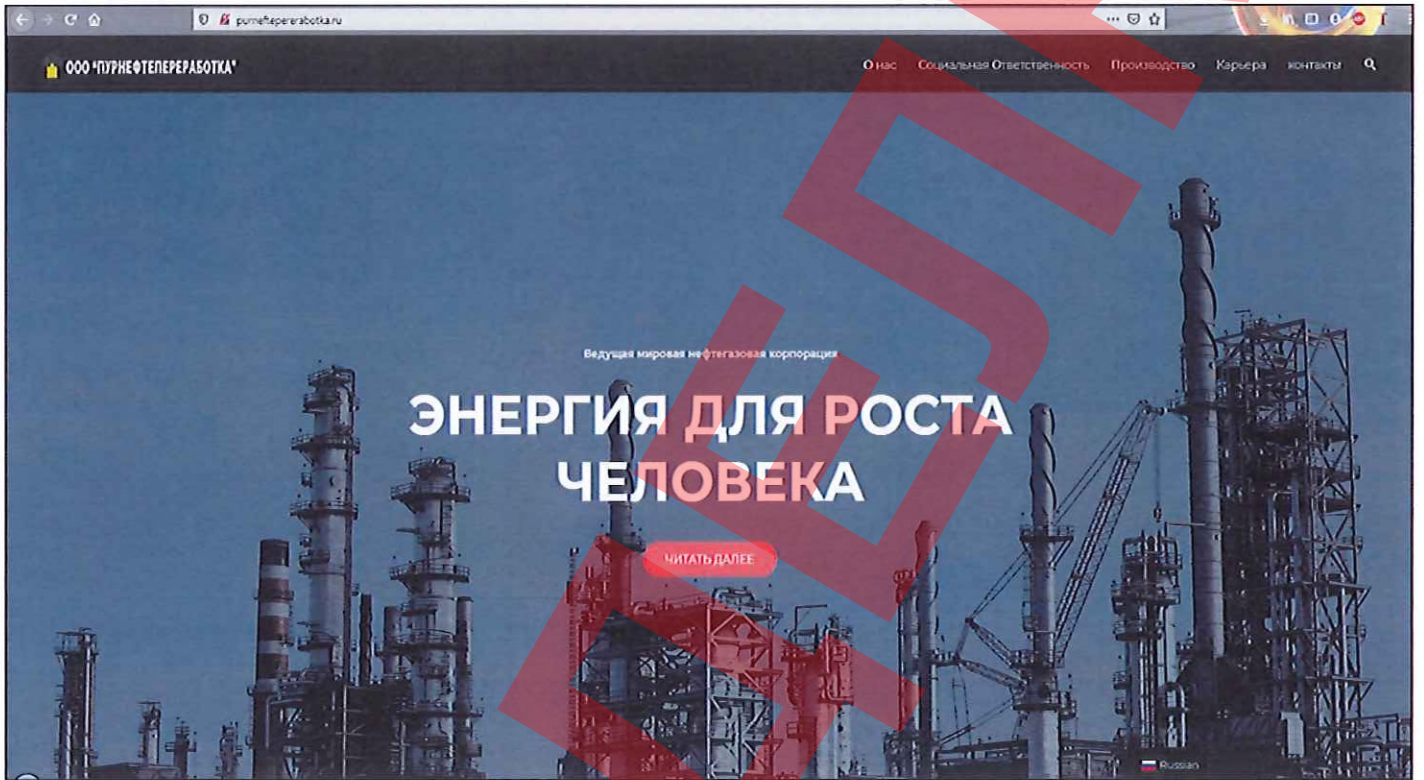 purneftepererabotka.ru
ООО "ПУРНЕФТЕПЕРЕРАБОТКА"
О нас Социальная Ответственность Производство Карьера контакты
Ведущая мировая нефтегазовая корпорация
ЭНЕРГИЯ ДЛЯ РОСТА
ЧЕЛОВЕКА
ЧИТАТЬ ДАЛЕЕ
Russian